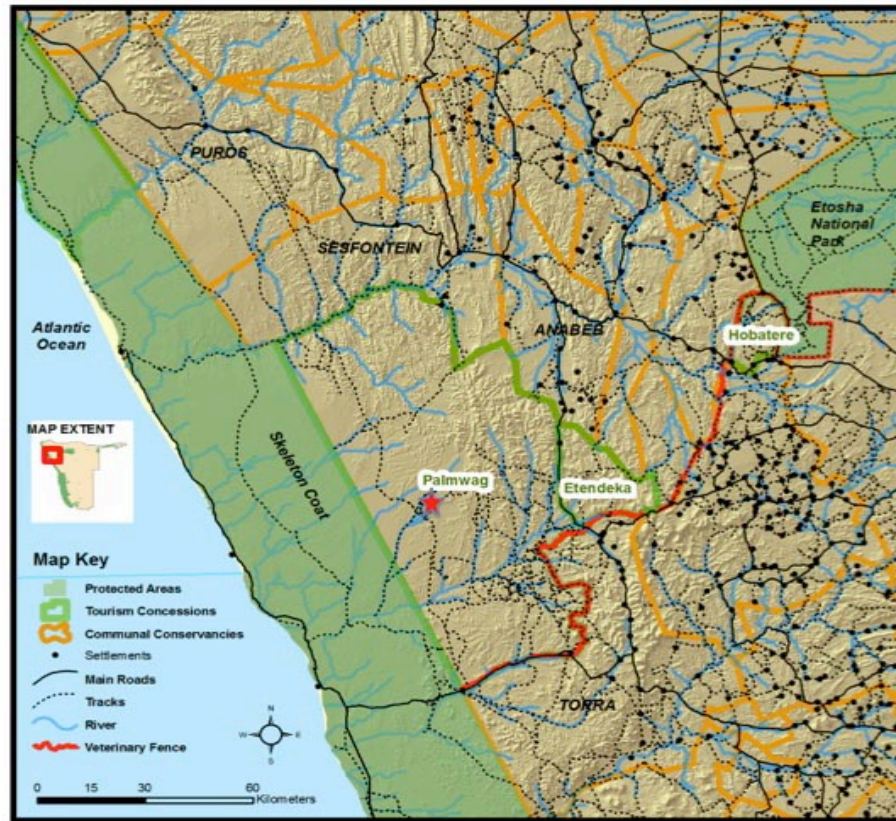 PUROS
SESFONTEIN
Etosha
National
Park
Atlantic
Ocean
ANABEB
Hobatere
MAP EXTENT
Skeleton Coat
Palmwag
Etendeka
Map Key
Protected Areas
Tourism Concessions
Communal Conservancies
Settlements
Main Roads
Tracks
River
Veterinary Fence
TORRA
N
W
E
S
0 15 30 60
Kilometers